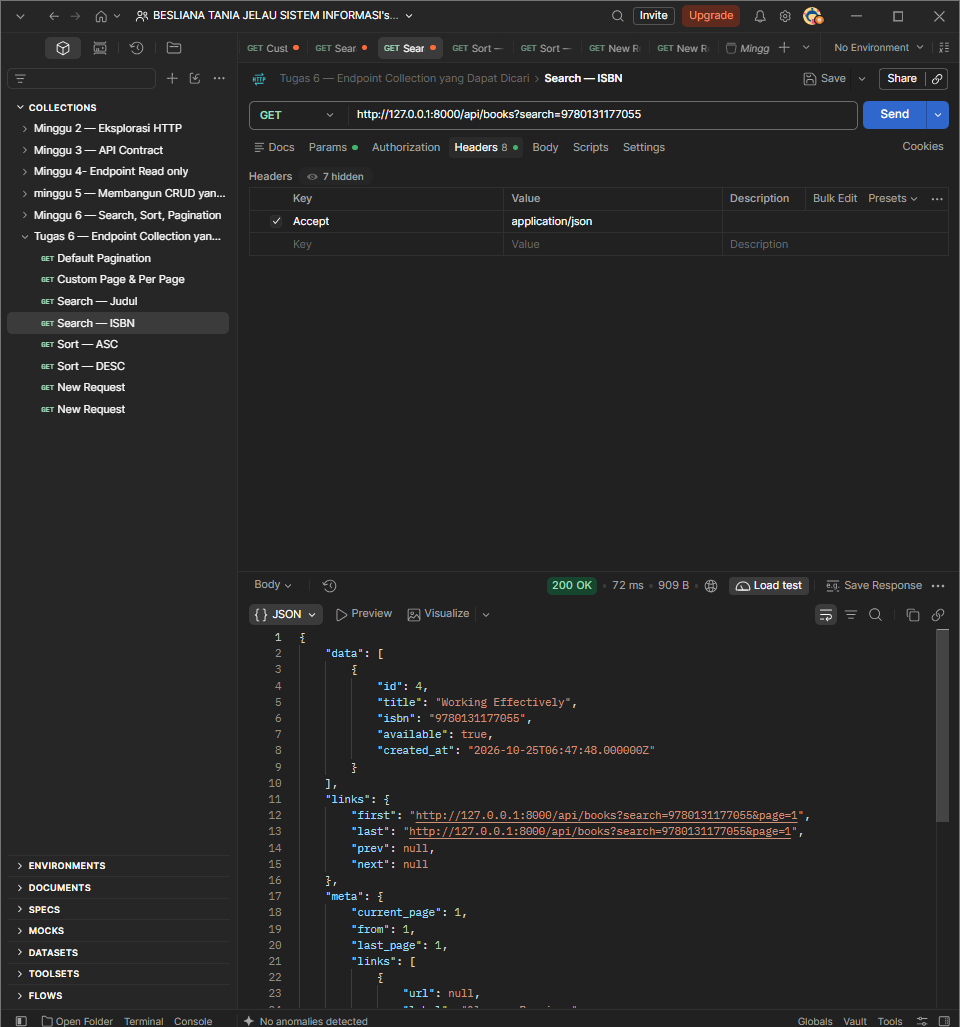 BESLIANA TANIA JELAU SISTEM INFORMASI's...
Invite
Upgrade
GET Cust
GET Sear
GET Sear
GET Sort
GET Sort
GET New R
GET New R
Mingg
No Environment
Tugas 6 — Endpoint Collection yang Dapat Dicari > Search — ISBN
Save
Share
COLLECTIONS
Minggu 2 — Eksplorasi HTTP
Minggu 3 — API Contract
Minggu 4- Endpoint Read only
minggu 5 — Membangun CRUD yan...
Minggu 6 — Search, Sort, Pagination
Tugas 6 — Endpoint Collection yan...
GET Default Pagination
GET Custom Page & Per Page
GET Search — Judul
GET Search — ISBN
GET Sort — ASC
GET Sort — DESC
GET New Request
GET New Request
ENVIRONMENTS
DOCUMENTS
SPECS
MOCKS
DATASETS
TOOLSETS
FLOWS
HTTP
GET
http://127.0.0.1:8000/api/books?search=9780131177055
Send
Docs Params Authorization Headers 8 Body Scripts Settings Cookies
Headers 7 hidden
Key Value Description Bulk Edit Presets
Accept application/json
Key Value Description
Body 200 OK 72 ms 909 B Load test e.g. Save Response
{} JSON Preview Visualize
1 {
2 "data": [
3 {
4 "id": 4,
5 "title": "Working Effectively",
6 "isbn": "9780131177055",
7 "available": true,
8 "created_at": "2026-10-25T06:47:48.000000Z"
9 }
10 ],
11 "links": {
12 "first": "http://127.0.0.1:8000/api/books?search=9780131177055&page=1",
13 "last": "http://127.0.0.1:8000/api/books?search=9780131177055&page=1",
14 "prev": null,
15 "next": null
16 },
17 "meta": {
18 "current_page": 1,
19 "from": 1,
20 "last_page": 1,
21 "links": [
22 {
23 "url": null,
Open Folder Terminal Console No anomalies detected Globals Vault Tools